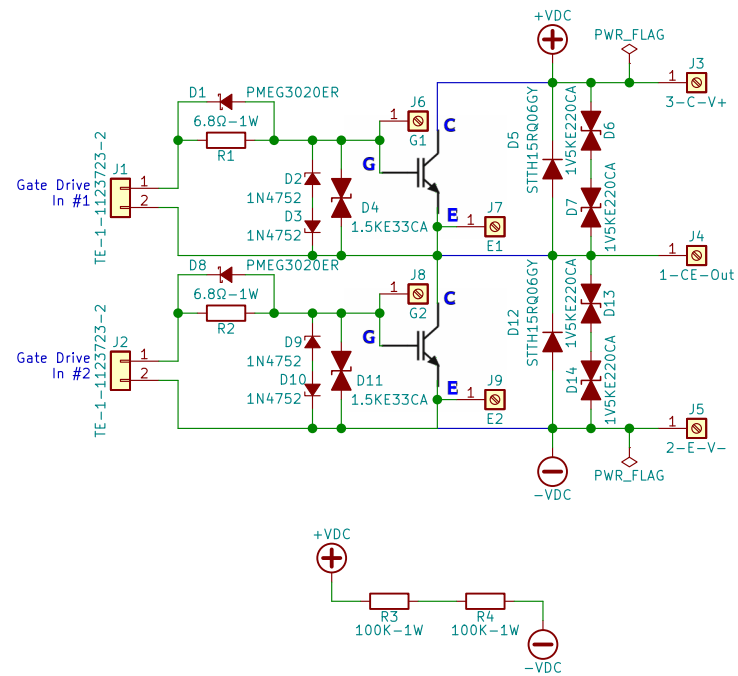 +VDC
PWR_FLAG
J3
1
3-C-V+
D1
PMEG3020ER
6.8Ω-1W
R1
J6
1
G1
C
G
E
D5
STTH15RQ06GY
1V5KE220CA
D6
J1
Gate Drive
In #1
1
2
TE-1-1123723-2
D2
1N4752
D3
1N4752
D4
1.5KE33CA
J7
1
E1
D7
1V5KE220CA
J4
1
1-CE-Out
D8
PMEG3020ER
6.8Ω-1W
R2
J8
1
G2
C
G
E
D12
STTH15RQ06GY
1V5KE220CA
D13
J2
Gate Drive
In #2
1
2
TE-1-1123723-2
D9
1N4752
D10
1N4752
D11
1.5KE33CA
J9
1
E2
D14
1V5KE220CA
J5
1
2-E-V-
-VDC
PWR_FLAG
+VDC
R3
100K-1W
R4
100K-1W
-VDC